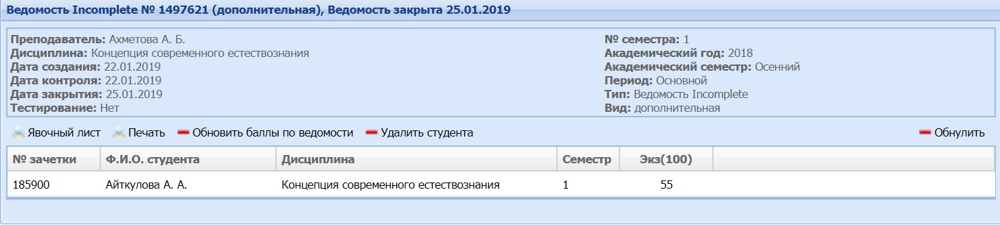 Ведомость Incomplete № 1497621 (дополнительная), Ведомость закрыта 25.01.2019
Преподаватель: Ахметова А. Б.
Дисциплина: Концепция современного естествознания
Дата создания: 22.01.2019
Дата контроля: 22.01.2019
Дата закрытия: 25.01.2019
Тестирование: Нет
№ семестра: 1
Академический год: 2018
Академический семестр: Осенний
Период: Основной
Тип: Ведомость Incomplete
Вид: дополнительная
Явочный лист Печать Обновить баллы по ведомости Удалить студента Обнулить
№ зачетки Ф.И.О. студента Дисциплина Семестр Экз(100)
185900 Айткулова А. А. Концепция современного естествознания 1 55